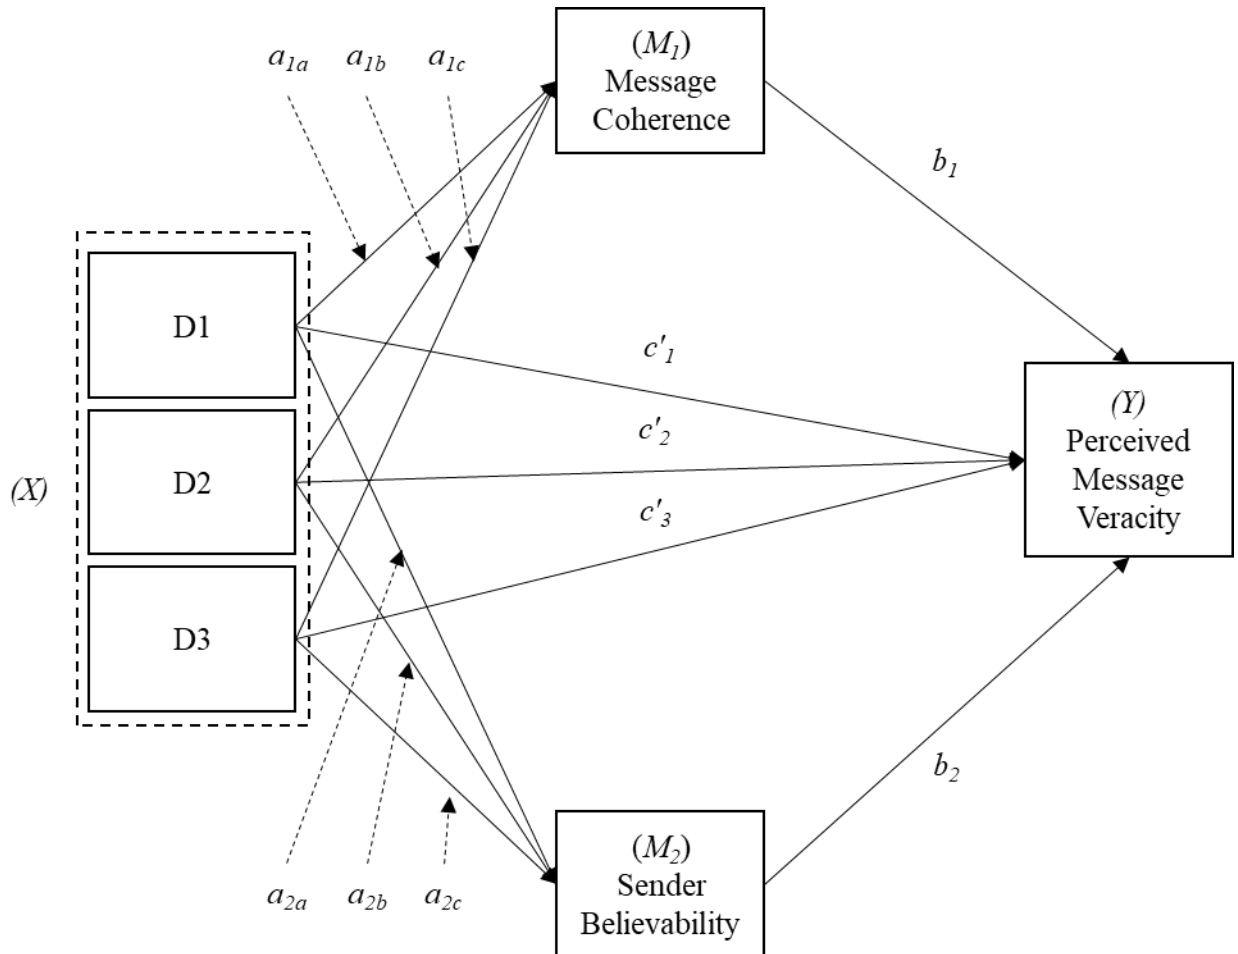 a1a a1b a1c
(M1)
Message
Coherence
b1
D1
c'1
(Y)
Perceived
Message
Veracity
c'2
(X)
D2
c'3
D3
b2
a2a a2b a2c
(M2)
Sender
Believability